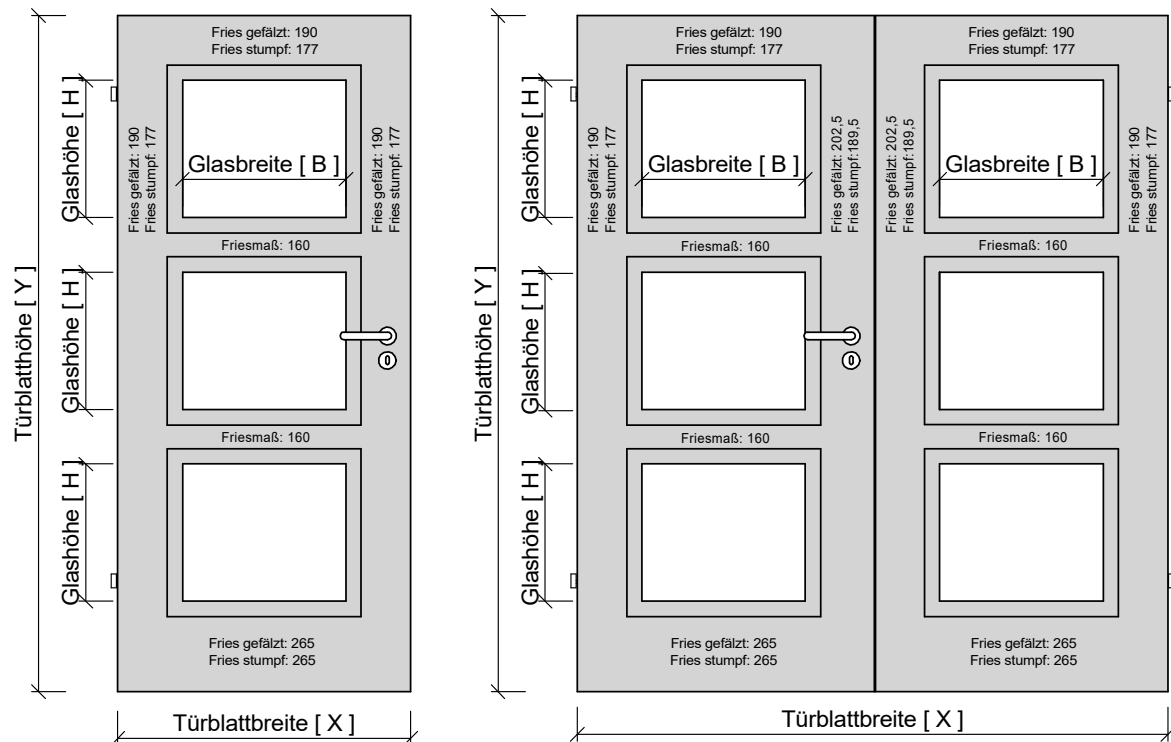 Fries gefälzt: 190
Fries stumpf: 177
Glashöhe [ H ]
Fries gefälzt: 190
Fries stumpf: 177
Glasbreite [ B ]
Fries gefälzt: 190
Fries stumpf: 177
Friesmaß: 160
Türblatthöhe [ Y ]
Glashöhe [ H ]
Friesmaß: 160
Glashöhe [ H ]
Fries gefälzt: 265
Fries stumpf: 265
Türblattbreite [ X ]
Fries gefälzt: 190
Fries stumpf: 177
Fries gefälzt: 190
Fries stumpf: 177
Glashöhe [ H ]
Fries gefälzt: 190
Fries stumpf: 177
Glasbreite [ B ]
Fries gefälzt: 202,5
Fries stumpf:189,5
Fries gefälzt: 202,5
Fries stumpf:189,5
Glasbreite [ B ]
Fries gefälzt: 190
Fries stumpf: 177
Friesmaß: 160
Friesmaß: 160
Türblatthöhe [ Y ]
Glashöhe [ H ]
Friesmaß: 160
Friesmaß: 160
Glashöhe [ H ]
Fries gefälzt: 265
Fries stumpf: 265
Fries gefälzt: 265
Fries stumpf: 265
Türblattbreite [ X ]